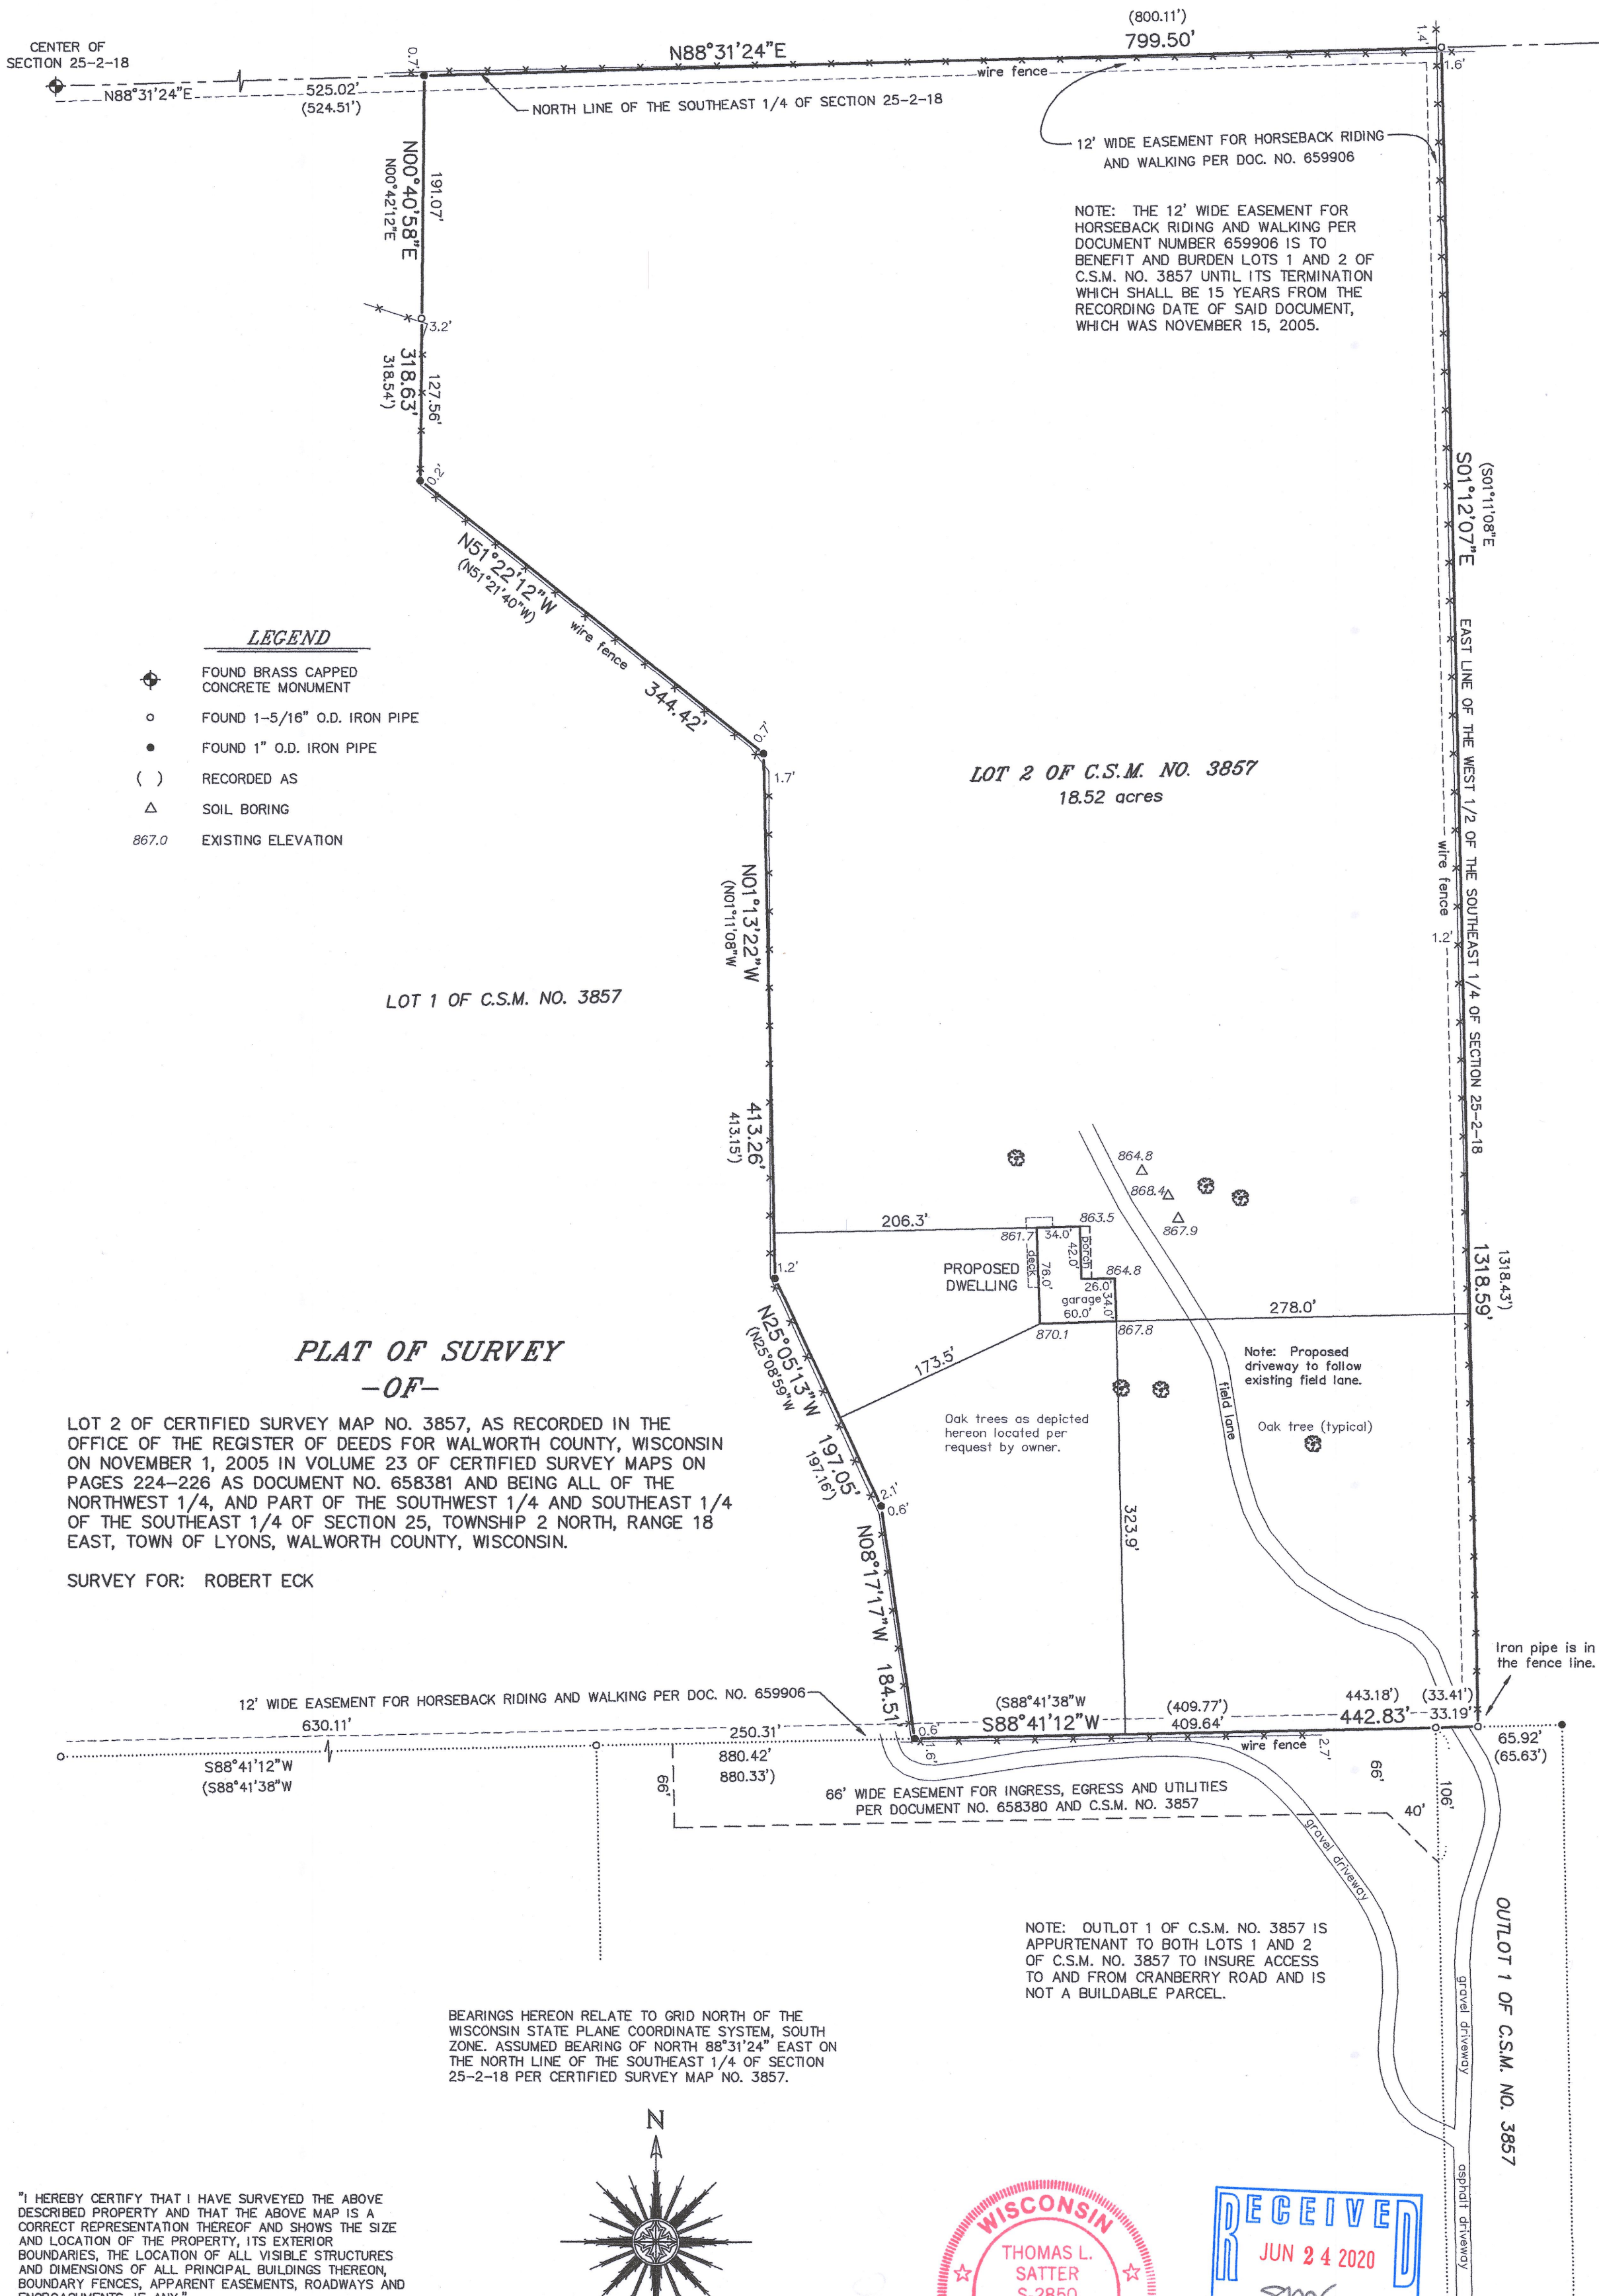 CENTER OF
SECTION 25-2-18
N88°31'24"E
525.02'
(524.51')
0.7'
N88°31'24"E
(800.11')
799.50'
wire fence
NORTH LINE OF THE SOUTHEAST 1/4 OF SECTION 25-2-18
1.4'
1.6'
12' WIDE EASEMENT FOR HORSEBACK RIDING
AND WALKING PER DOC. NO. 659906
NOTE: THE 12' WIDE EASEMENT FOR
HORSEBACK RIDING AND WALKING PER
DOCUMENT NUMBER 659906 IS TO
BENEFIT AND BURDEN LOTS 1 AND 2 OF
C.S.M. NO. 3857 UNTIL ITS TERMINATION
WHICH SHALL BE 15 YEARS FROM THE
RECORDING DATE OF SAID DOCUMENT,
WHICH WAS NOVEMBER 15, 2005.
N00°40'58"E
N00°42'12"E
191.07'
3.2'
318.63'
318.54')
127.56'
0.2'
N51°22'12"W
(N51°21'40"W)
wire fence
344.42'
0.7'
1.7'
(S01°11'08"E
S01°12'07"E
EAST LINE OF THE WEST 1/2 OF THE SOUTHEAST 1/4 OF SECTION 25-2-18
wire fence
1.2'
1318.43')
1318.59'
LEGEND
FOUND BRASS CAPPED
CONCRETE MONUMENT
FOUND 1-5/16" O.D. IRON PIPE
FOUND 1" O.D. IRON PIPE
( ) RECORDED AS
SOIL BORING
867.0 EXISTING ELEVATION
LOT 2 OF C.S.M. NO. 3857
18.52 acres
N01°13'22"W
(N01°11'08"W
413.26'
413.15')
LOT 1 OF C.S.M. NO. 3857
864.8
868.4
867.9
206.3'
861.7
34.0'
863.5
deck
76.0'
42.0'
porch
PROPOSED
DWELLING
864.8
26.0'
garage
34.0'
60.0'
870.1
867.8
278.0'
1.2'
N25°05'13"W
(N25°08'59"W
197.05'
197.16')
173.5'
Note: Proposed
driveway to follow
existing field lane.
field lane
Oak tree (typical)
Oak trees as depicted
hereon located per
request by owner.
323.9'
2.1'
0.6'
N08°17'17"W
184.51'
PLAT OF SURVEY
-OF-
LOT 2 OF CERTIFIED SURVEY MAP NO. 3857, AS RECORDED IN THE
OFFICE OF THE REGISTER OF DEEDS FOR WALWORTH COUNTY, WISCONSIN
ON NOVEMBER 1, 2005 IN VOLUME 23 OF CERTIFIED SURVEY MAPS ON
PAGES 224-226 AS DOCUMENT NO. 658381 AND BEING ALL OF THE
NORTHWEST 1/4, AND PART OF THE SOUTHWEST 1/4 AND SOUTHEAST 1/4
OF THE SOUTHEAST 1/4 OF SECTION 25, TOWNSHIP 2 NORTH, RANGE 18
EAST, TOWN OF LYONS, WALWORTH COUNTY, WISCONSIN.
SURVEY FOR: ROBERT ECK
Iron pipe is in
the fence line.
12' WIDE EASEMENT FOR HORSEBACK RIDING AND WALKING PER DOC. NO. 659906
630.11'
250.31'
S88°41'12"W
(S88°41'38"W
880.42'
880.33')
0.6'
1.6'
(S88°41'38"W
S88°41'12"W
(409.77')
409.64'
443.18')
442.83'
(33.41')
33.19'
wire fence
2.7'
65.92'
(65.63')
66'
66'
106'
40'
66' WIDE EASEMENT FOR INGRESS, EGRESS AND UTILITIES
PER DOCUMENT NO. 658380 AND C.S.M. NO. 3857
gravel driveway
NOTE: OUTLOT 1 OF C.S.M. NO. 3857 IS
APPURTENANT TO BOTH LOTS 1 AND 2
OF C.S.M. NO. 3857 TO INSURE ACCESS
TO AND FROM CRANBERRY ROAD AND IS
NOT A BUILDABLE PARCEL.
OUTLOT 1 OF C.S.M. NO. 3857
gravel driveway
asphalt driveway
BEARINGS HEREON RELATE TO GRID NORTH OF THE
WISCONSIN STATE PLANE COORDINATE SYSTEM, SOUTH
ZONE. ASSUMED BEARING OF NORTH 88°31'24" EAST ON
THE NORTH LINE OF THE SOUTHEAST 1/4 OF SECTION
25-2-18 PER CERTIFIED SURVEY MAP NO. 3857.
N
"I HEREBY CERTIFY THAT I HAVE SURVEYED THE ABOVE
DESCRIBED PROPERTY AND THAT THE ABOVE MAP IS A
CORRECT REPRESENTATION THEREOF AND SHOWS THE SIZE
AND LOCATION OF THE PROPERTY, ITS EXTERIOR
BOUNDARIES, THE LOCATION OF ALL VISIBLE STRUCTURES
AND DIMENSIONS OF ALL PRINCIPAL BUILDINGS THEREON,
BOUNDARY FENCES, APPARENT EASEMENTS, ROADWAYS AND
WISCONSIN
THOMAS L.
SATTER
S-2850
RECEIVED
JUN 24 2020